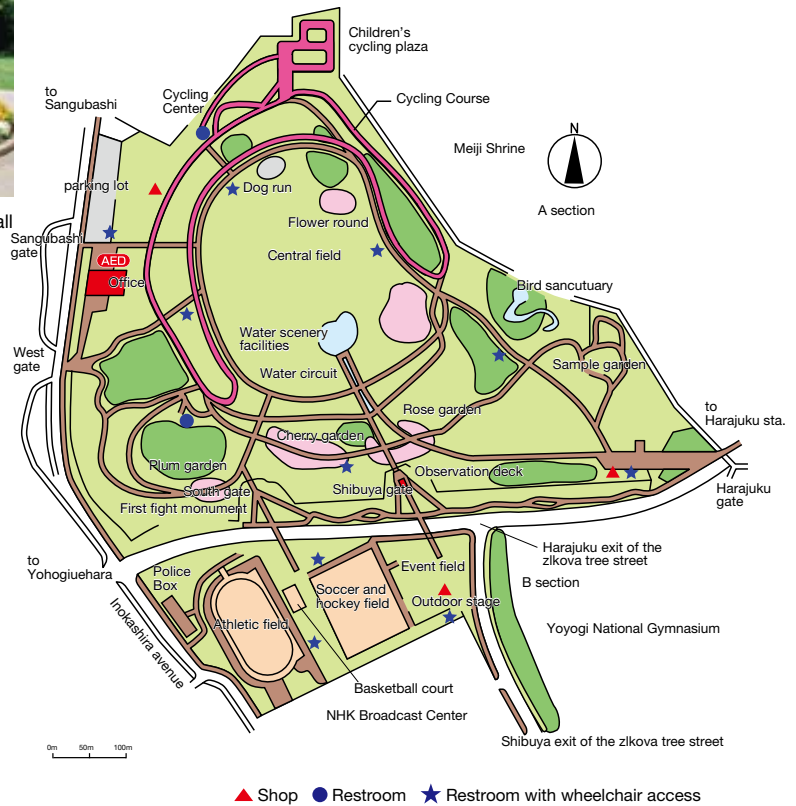 Children's
cycling plaza
to
Sangubashi
Cycling
Center
Cycling Course
Meiji Shrine
N
A section
parking lot
Dog run
all
Sangubashi
gate
Flower round
Central field
AED
Office
Bird sancutuary
Water scenery
facilities
West
gate
Water circuit
Sample garden
Rose garden
to
Harajuku sta.
Cherry garden
Plum garden
Observation deck
South gate
Shibuya gate
Harajuku
gate
First fight monument
Harajuku exit of the
zlkova tree street
to
Yohogiuehara
Police
Box
Event field
B section
Soccer and
hockey field
Outdoor stage
Inokashira avenue
Athletic field
Yoyogi National Gymnasium
Basketball court
NHK Broadcast Center
Shibuya exit of the zlkova tree street
0m 50m 100m
Shop Restroom Restroom with wheelchair access